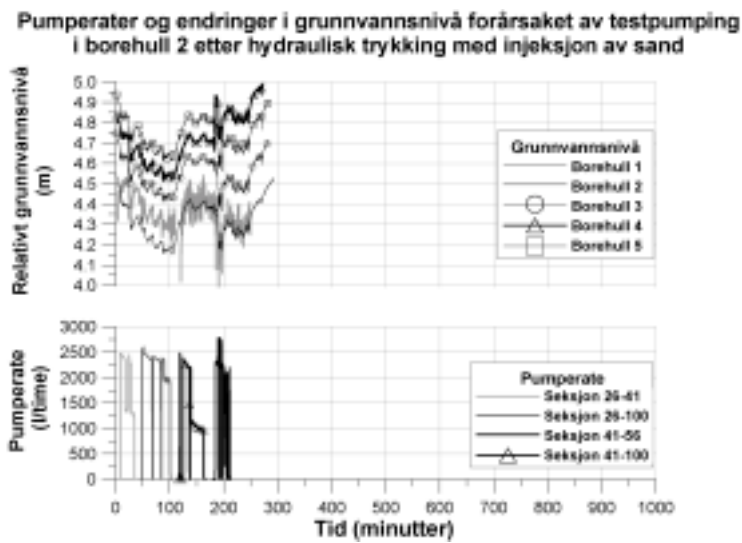 Pumperater og endringer i grunnvannsnivå forårsaket av testpumping
i borehull 2 etter hydraulisk trykking med injeksjon av sand
Relativt grunnvannsnivå
(m)
5.0
4.9
4.8
4.7
4.6
4.5
4.4
4.3
4.2
4.1
4.0
Grunnvannsnivå
Borehull 1
Borehull 2
Borehull 3
Borehull 4
Borehull 5
Pumperate
(l/time)
3000
2500
2000
1500
1000
500
0
Pumperate
Seksjon 26-41
Seksjon 26-100
Seksjon 41-56
Seksjon 41-100
0 100 200 300 400 500 600 700 800 900 1000
Tid (minutter)